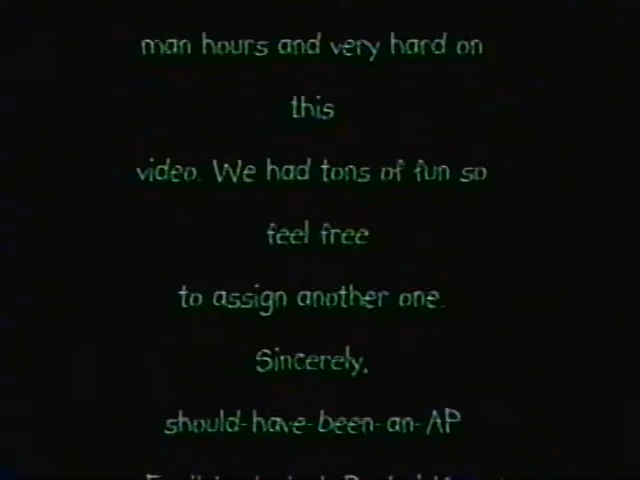 man hours and very hard on
this
video. We had tons of fun so
feel free
to assign another one.
Sincerely,
should-have-been-an-AP